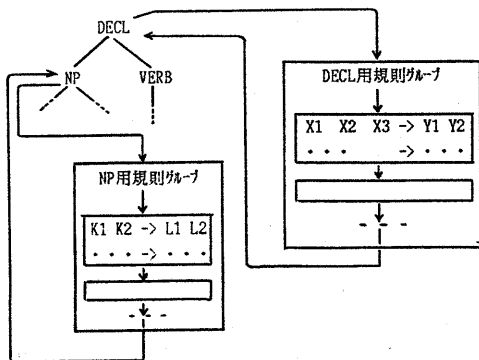 DECL
NP VERB
DECL用規則グループ
X1 X2 X3 -> Y1 Y2
・ ・ ・ -> ・ ・ ・
NP用規則グループ
K1 K2 -> L1 L2
・ ・ ・ -> ・ ・ ・